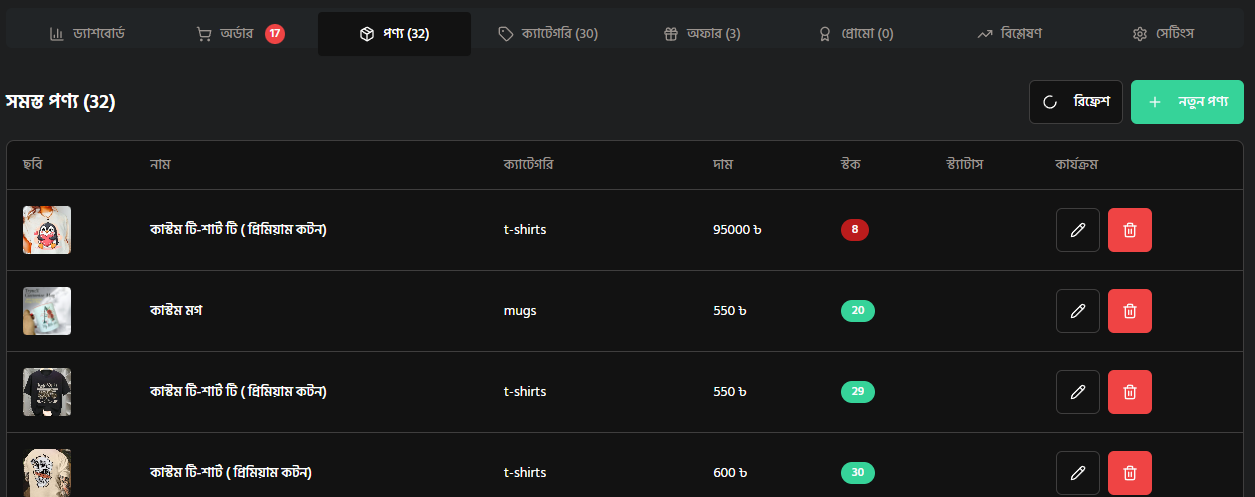 ড্যাশবোর্ড অর্ডার 17 পণ্য (32) ক্যাটেগরি (30) অফার (3) প্রোমো (0) বিশ্লেষণ সেটিংস
সমস্ত পণ্য (32) রিফ্রেশ + নতুন পণ্য
ছবি নাম ক্যাটেগরি দাম স্টক স্ট্যাটাস কার্যক্রম
কাস্টম টি-শার্ট টি ( প্রিমিয়াম কটন) t-shirts 95000 ৳ 8
কাস্টম মগ mugs 550 ৳ 20
কাস্টম টি-শার্ট টি ( প্রিমিয়াম কটন) t-shirts 550 ৳ 29
কাস্টম টি-শার্ট ( প্রিমিয়াম কটন) t-shirts 600 ৳ 30